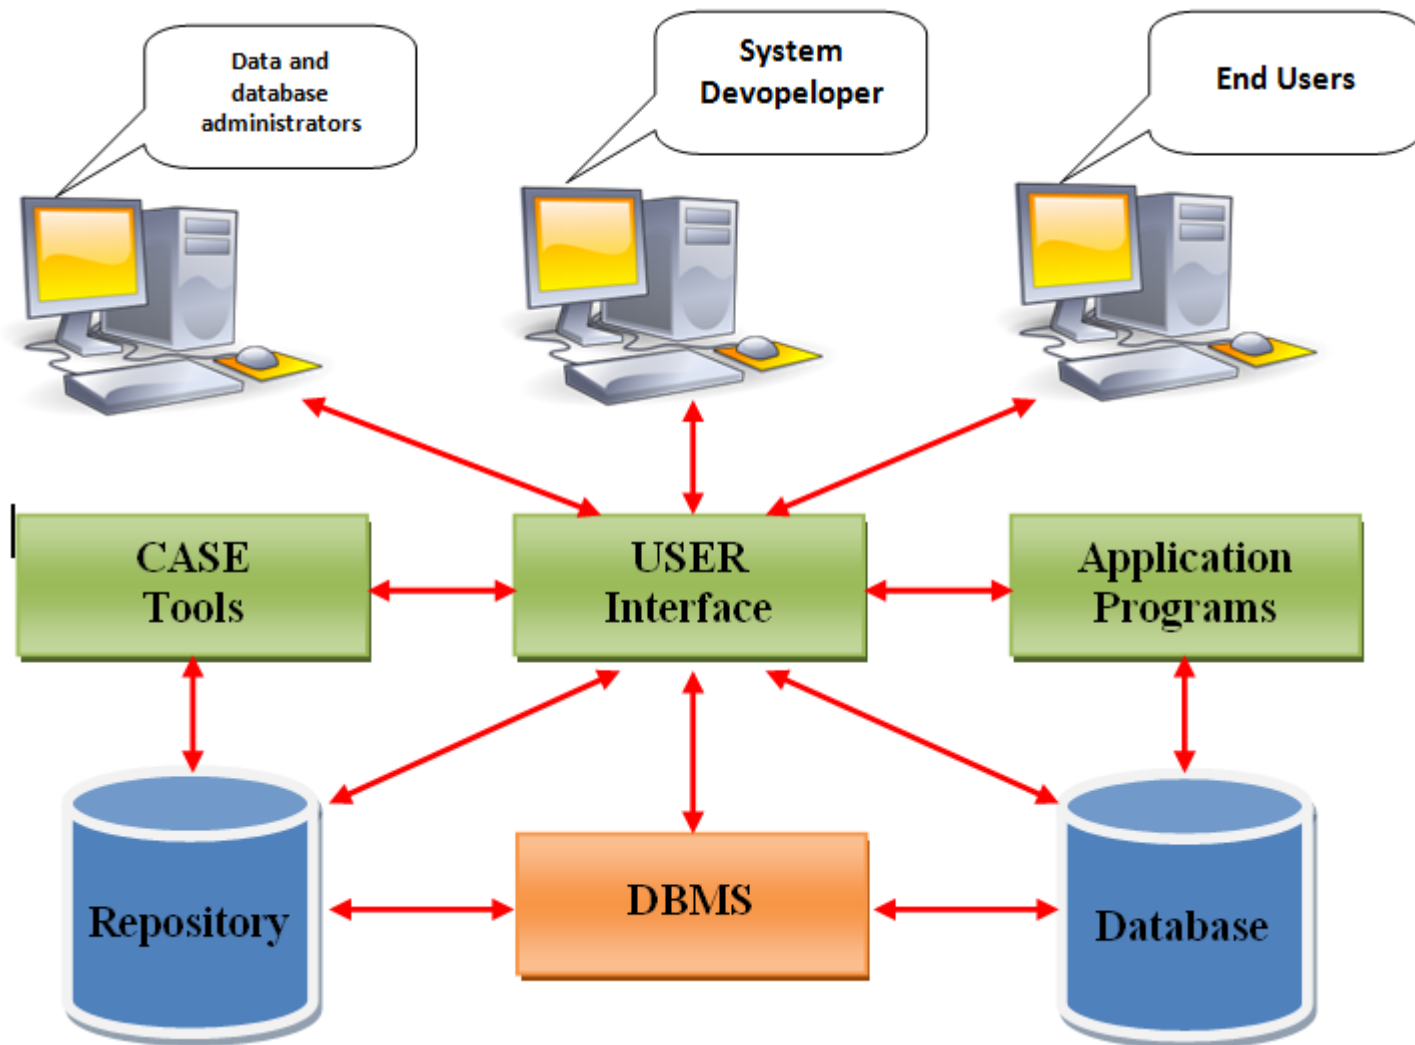 Data and
database
administrators
System
Devopeloper
End Users
CASE
Tools
USER
Interface
Application
Programs
Repository
DBMS
Database